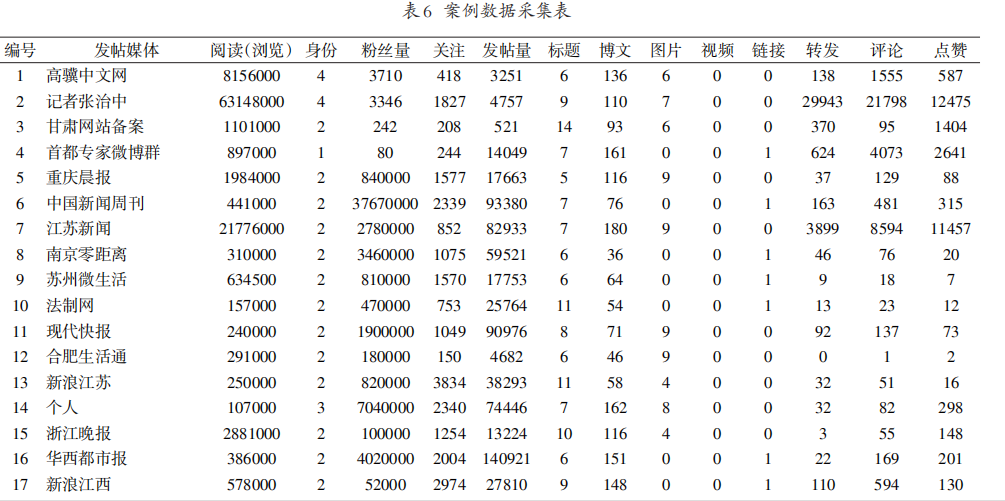 表6 案例数据采集表
编号 发帖媒体 阅读(浏览) 身份 粉丝量 关注 发帖量 标题 博文 图片 视频 链接 转发 评论 点赞
1 高骥中文网 8156000 4 3710 418 3251 6 136 6 0 0 138 1555 587
2 记者张治中 63148000 4 3346 1827 4757 9 110 7 0 0 29943 21798 12475
3 甘肃网站备案 1101000 2 242 208 521 14 93 6 0 0 370 95 1404
4 首都专家微博群 897000 1 80 244 14049 7 161 0 0 1 624 4073 2641
5 重庆晨报 1984000 2 840000 1577 17663 5 116 9 0 0 37 129 88
6 中国新闻周刊 441000 2 37670000 2339 93380 7 76 0 0 1 163 481 315
7 江苏新闻 21776000 2 2780000 852 82933 7 180 9 0 0 3899 8594 11457
8 南京零距离 310000 2 3460000 1075 59521 6 36 0 0 1 46 76 20
9 苏州微生活 634500 2 810000 1570 17753 6 64 0 0 1 9 18 7
10 法制网 157000 2 470000 753 25764 11 54 0 0 1 13 23 12
11 现代快报 240000 2 1900000 1049 90976 8 71 9 0 0 92 137 73
12 合肥生活通 291000 2 180000 150 4682 6 46 9 0 0 0 1 2
13 新浪江苏 250000 2 820000 3834 38293 11 58 4 0 0 32 51 16
14 个人 107000 3 7040000 2340 74446 7 162 8 0 0 32 82 298
15 浙江晚报 2881000 2 100000 1254 13224 10 116 4 0 0 3 55 148
16 华西都市报 386000 2 4020000 2004 140921 6 151 0 0 1 22 169 201
17 新浪江西 578000 2 52000 2974 27810 9 148 0 0 1 110 594 130